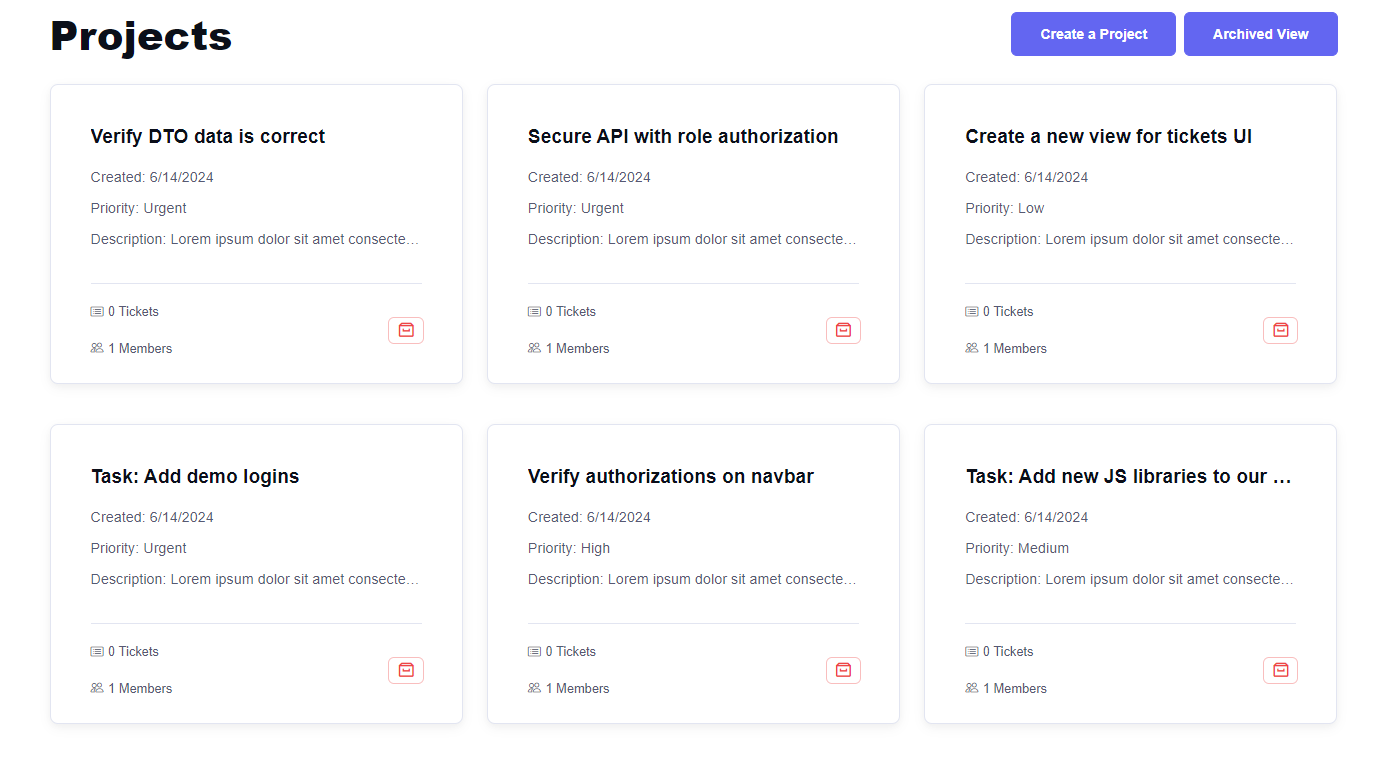 Projects
Create a Project
Archived View
Verify DTO data is correct
Created: 6/14/2024
Priority: Urgent
Description: Lorem ipsum dolor sit amet consecte...
0 Tickets
1 Members
Secure API with role authorization
Created: 6/14/2024
Priority: Urgent
Description: Lorem ipsum dolor sit amet consecte...
0 Tickets
1 Members
Create a new view for tickets UI
Created: 6/14/2024
Priority: Low
Description: Lorem ipsum dolor sit amet consecte...
0 Tickets
1 Members
Task: Add demo logins
Created: 6/14/2024
Priority: Urgent
Description: Lorem ipsum dolor sit amet consecte...
0 Tickets
1 Members
Verify authorizations on navbar
Created: 6/14/2024
Priority: High
Description: Lorem ipsum dolor sit amet consecte...
0 Tickets
1 Members
Task: Add new JS libraries to our ...
Created: 6/14/2024
Priority: Medium
Description: Lorem ipsum dolor sit amet consecte...
0 Tickets
1 Members